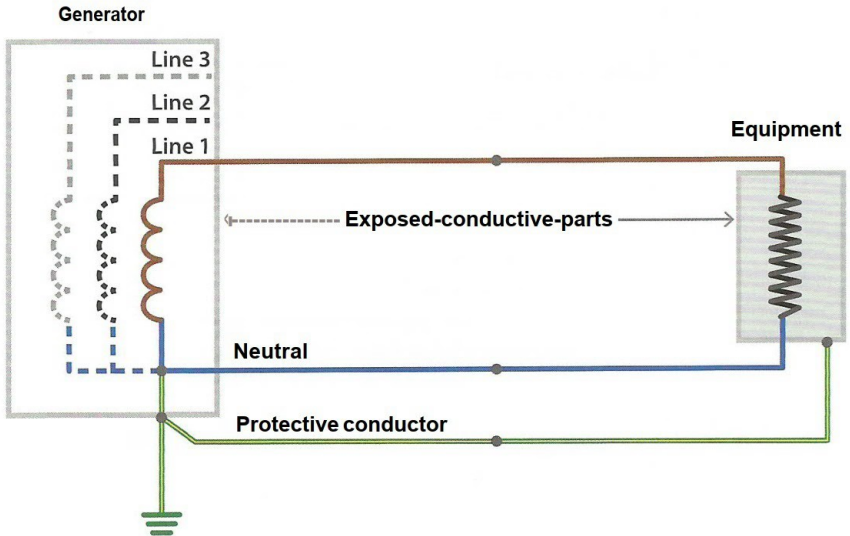 Generator
Line 3
Line 2
Line 1
Equipment
Exposed-conductive-parts
Neutral
Protective conductor